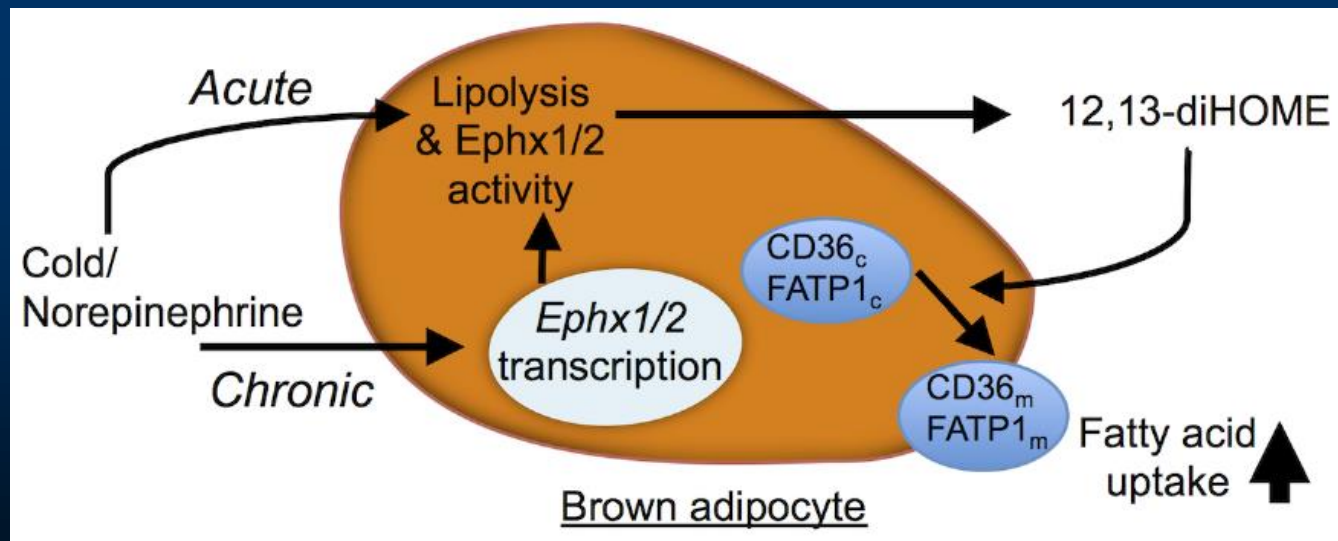 Acute
Lipolysis
& Ephx1/2
activity
12,13-diHOME
Cold/
Norepinephrine
Chronic
Ephx1/2
transcription
CD36c
FATP1c
CD36m
FATP1m
Fatty acid
uptake
Brown adipocyte